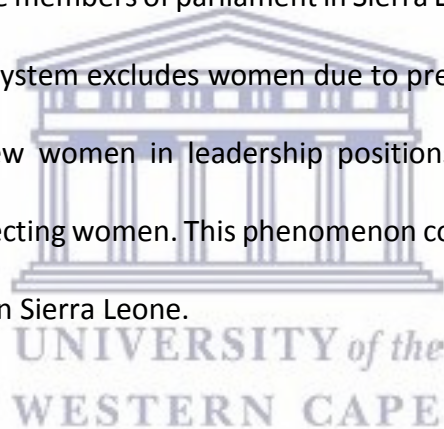 members of parliament in Sierra
ystem excludes women due to pre
ew women in leadership position
ecting women. This phenomenon co
n Sierra Leone.
UNIVERSITY of the
WESTERN CAPE